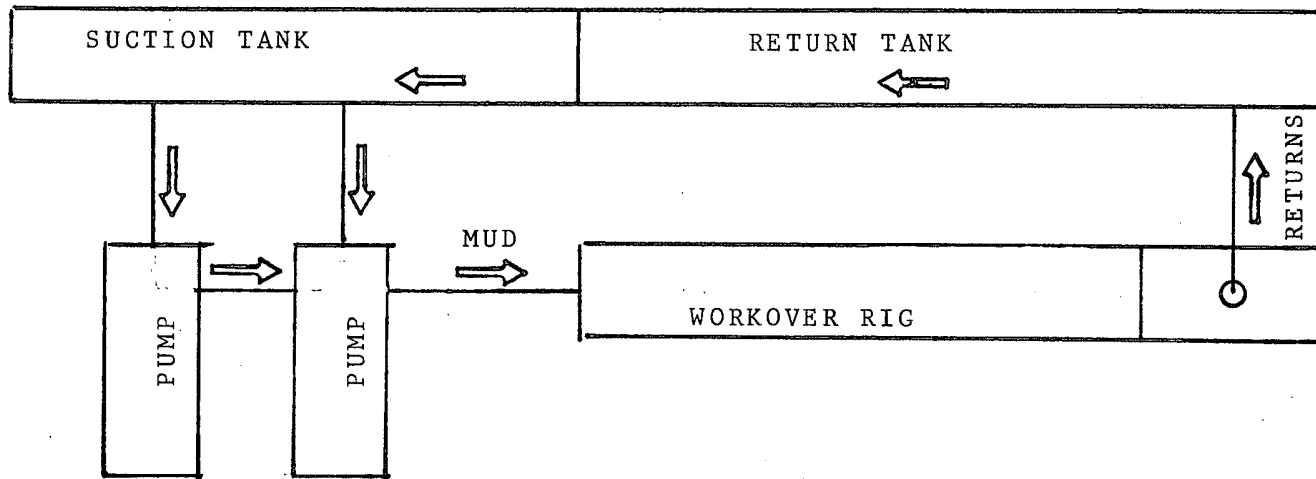 SUCTION TANK
RETURN TANK
RETURNS
MUD
PUMP
PUMP
WORKOVER RIG